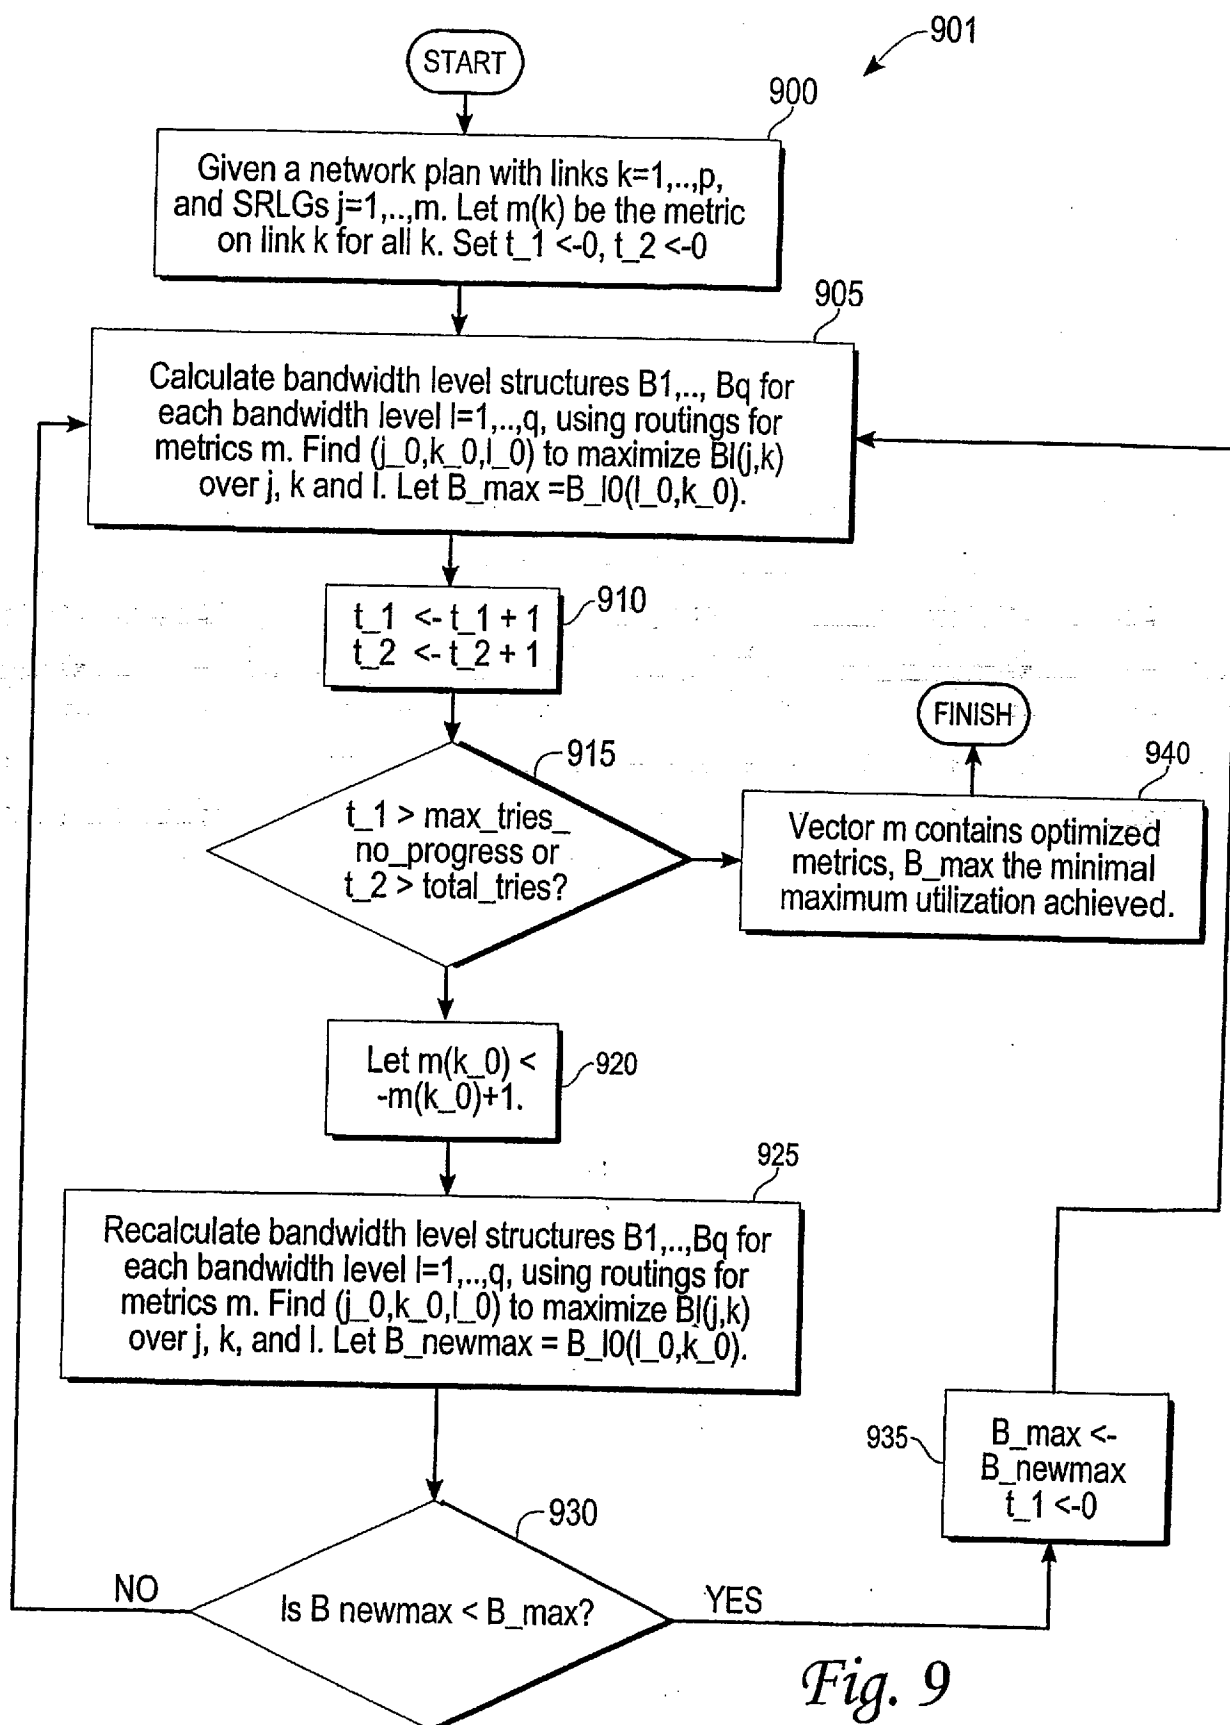 901
START
900
Given a network plan with links k=1,..,p,
and SRLGs j=1,..,m. Let m(k) be the metric
on link k for all k. Set t_1 <-0, t_2 <-0
905
Calculate bandwidth level structures B1,.., Bq for
each bandwidth level l=1,..,q, using routings for
metrics m. Find (j_0,k_0,l_0) to maximize Bl(j,k)
over j, k and l. Let B_max =B_l0(l_0,k_0).
910
t_1 <- t_1 + 1
t_2 <- t_2 + 1
FINISH
915
940
t_1 > max_tries_
no_progress or
t_2 > total_tries?
Vector m contains optimized
metrics, B_max the minimal
maximum utilization achieved.
Let m(k_0) <
-m(k_0)+1.
920
925
Recalculate bandwidth level structures B1,..,Bq for
each bandwidth level l=1,..,q, using routings for
metrics m. Find (j_0,k_0,l_0) to maximize Bl(j,k)
over j, k, and l. Let B_newmax = B_l0(l_0,k_0).
935
B_max <-
B_newmax
t_1 <-0
930
NO
Is B newmax < B_max?
YES
Fig. 9